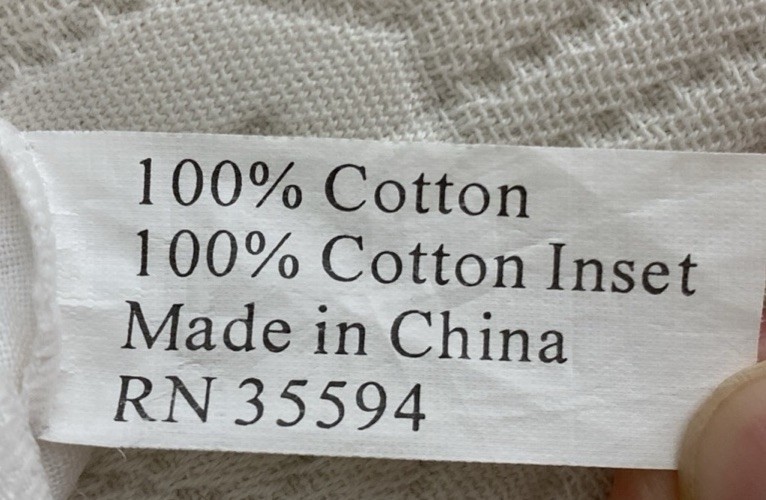 100% Cotton
100% Cotton Inset
Made in China
RN 35594